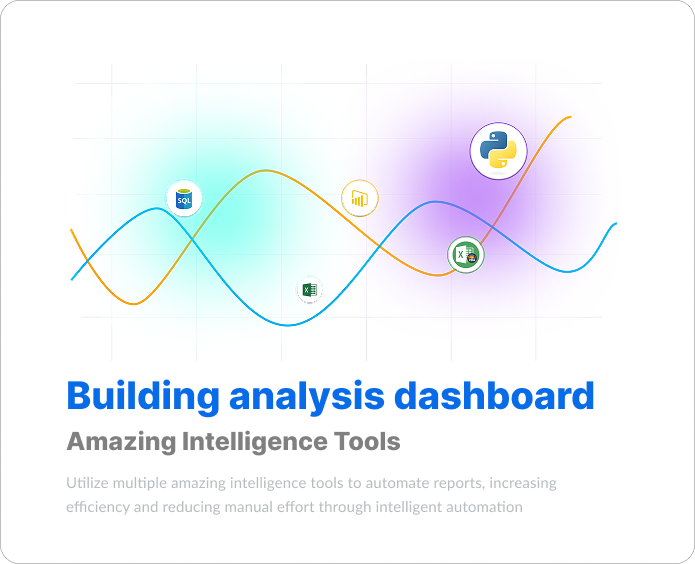 SQL
Building analysis dashboard
Amazing Intelligence Tools
Utilize multiple amazing intelligence tools to automate reports, increasing
efficiency and reducing manual effort through intelligent automation